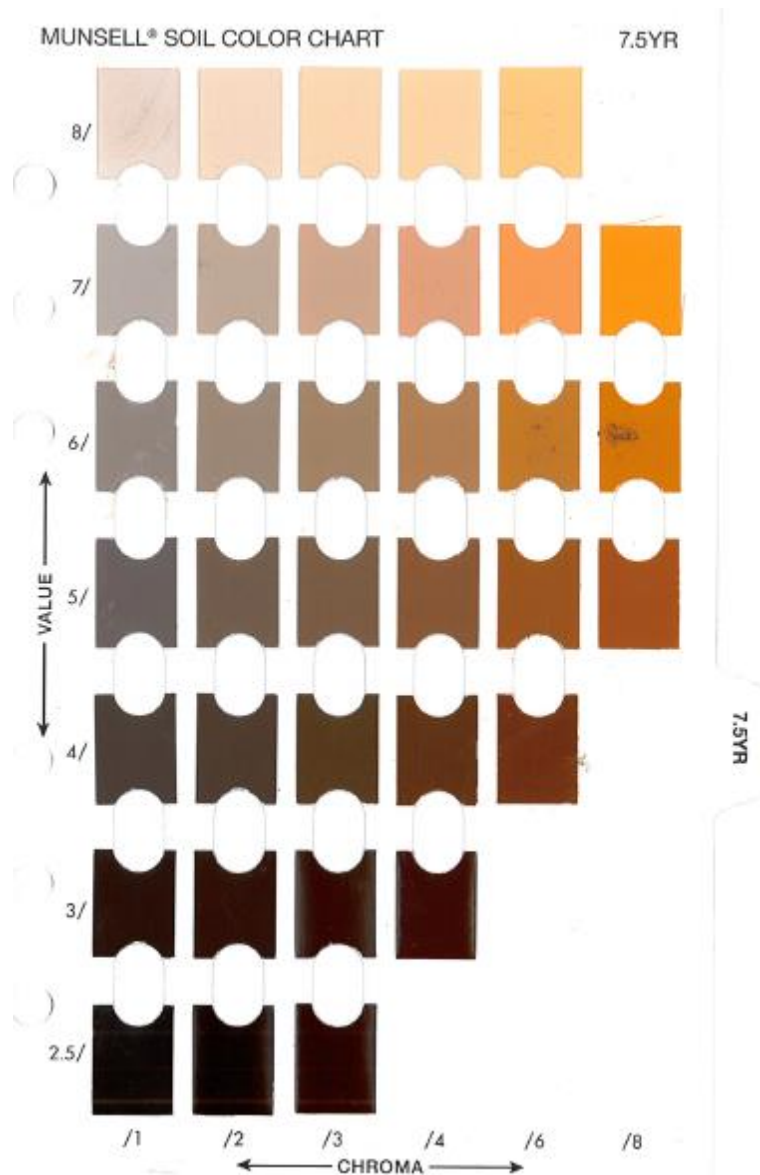 MUNSELL® SOIL COLOR CHART
7.5YR
8/
7/
6/
5/
VALUE
4/
7.5YR
3/
2.5/
/1 /2 /3 /4 /6 /8
CHROMA